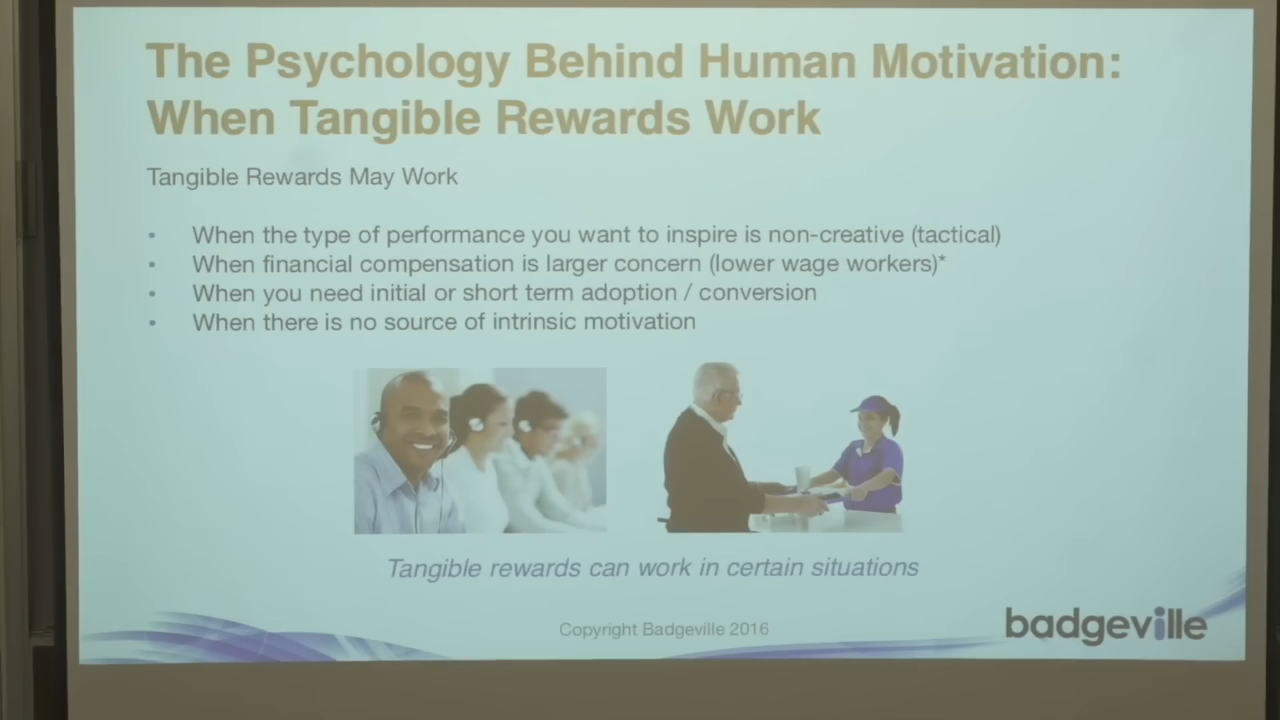 The Psychology Behind Human Motivation:
When Tangible Rewards Work
Tangible Rewards May Work
• When the type of performance you want to inspire is non-creative (tactical)
• When financial compensation is larger concern (lower wage workers)*
• When you need initial or short term adoption / conversion
• When there is no source of intrinsic motivation
Tangible rewards can work in certain situations
Copyright Badgeville 2016
badgeville